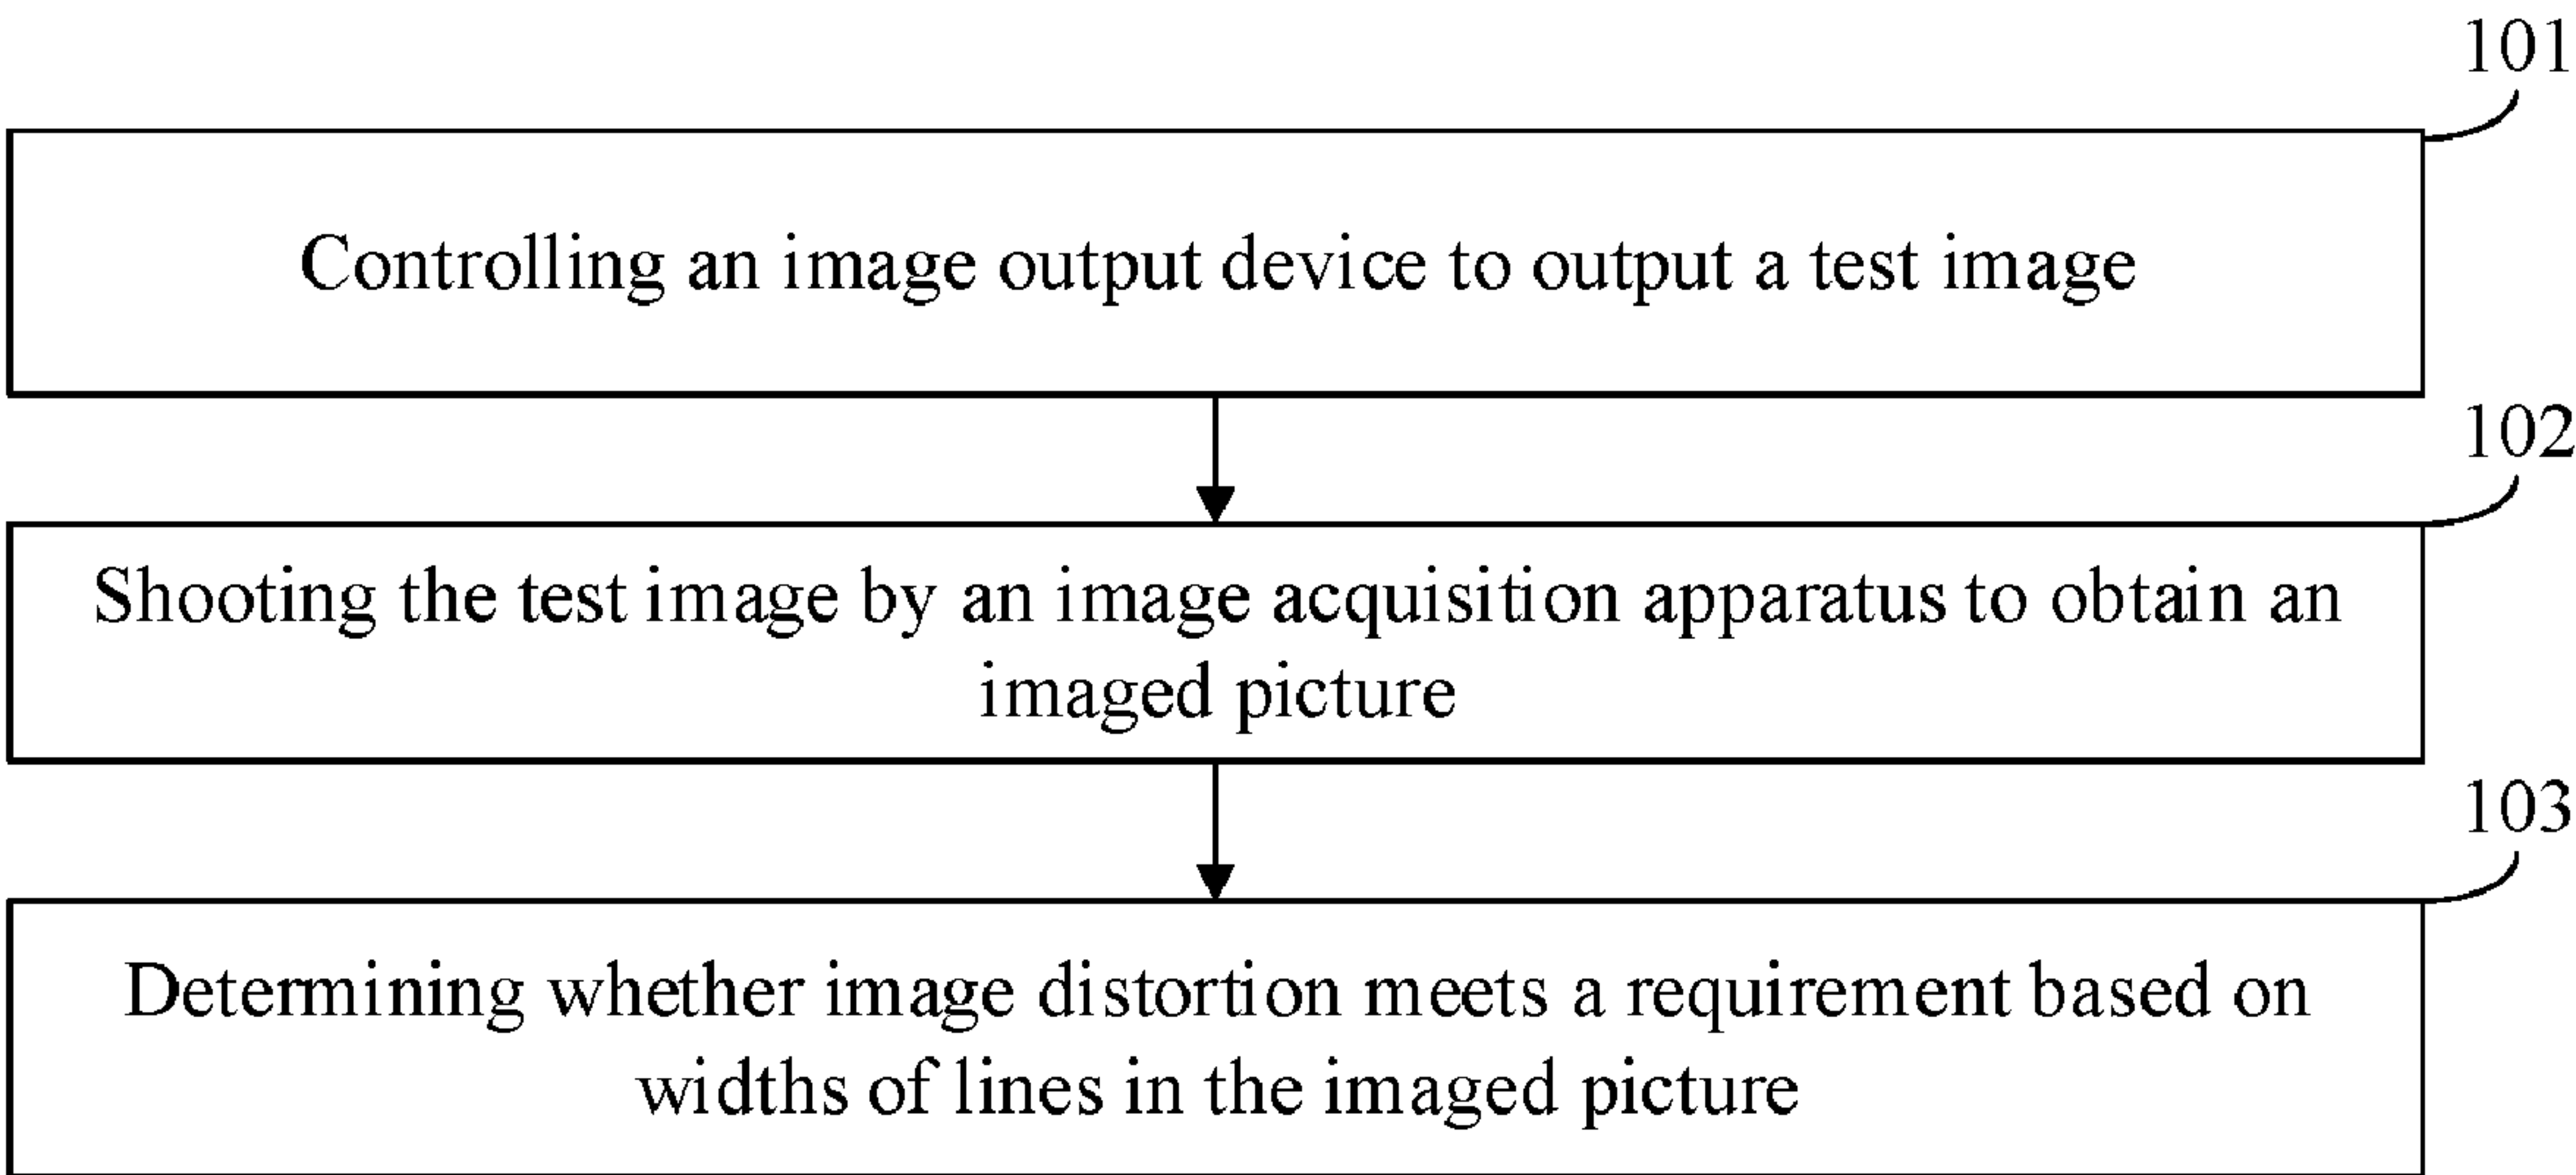 101
Controlling an image output device to output a test image
102
Shooting the test image by an image acquisition apparatus to obtain an
imaged picture
103
Determining whether image distortion meets a requirement based on
widths of lines in the imaged picture